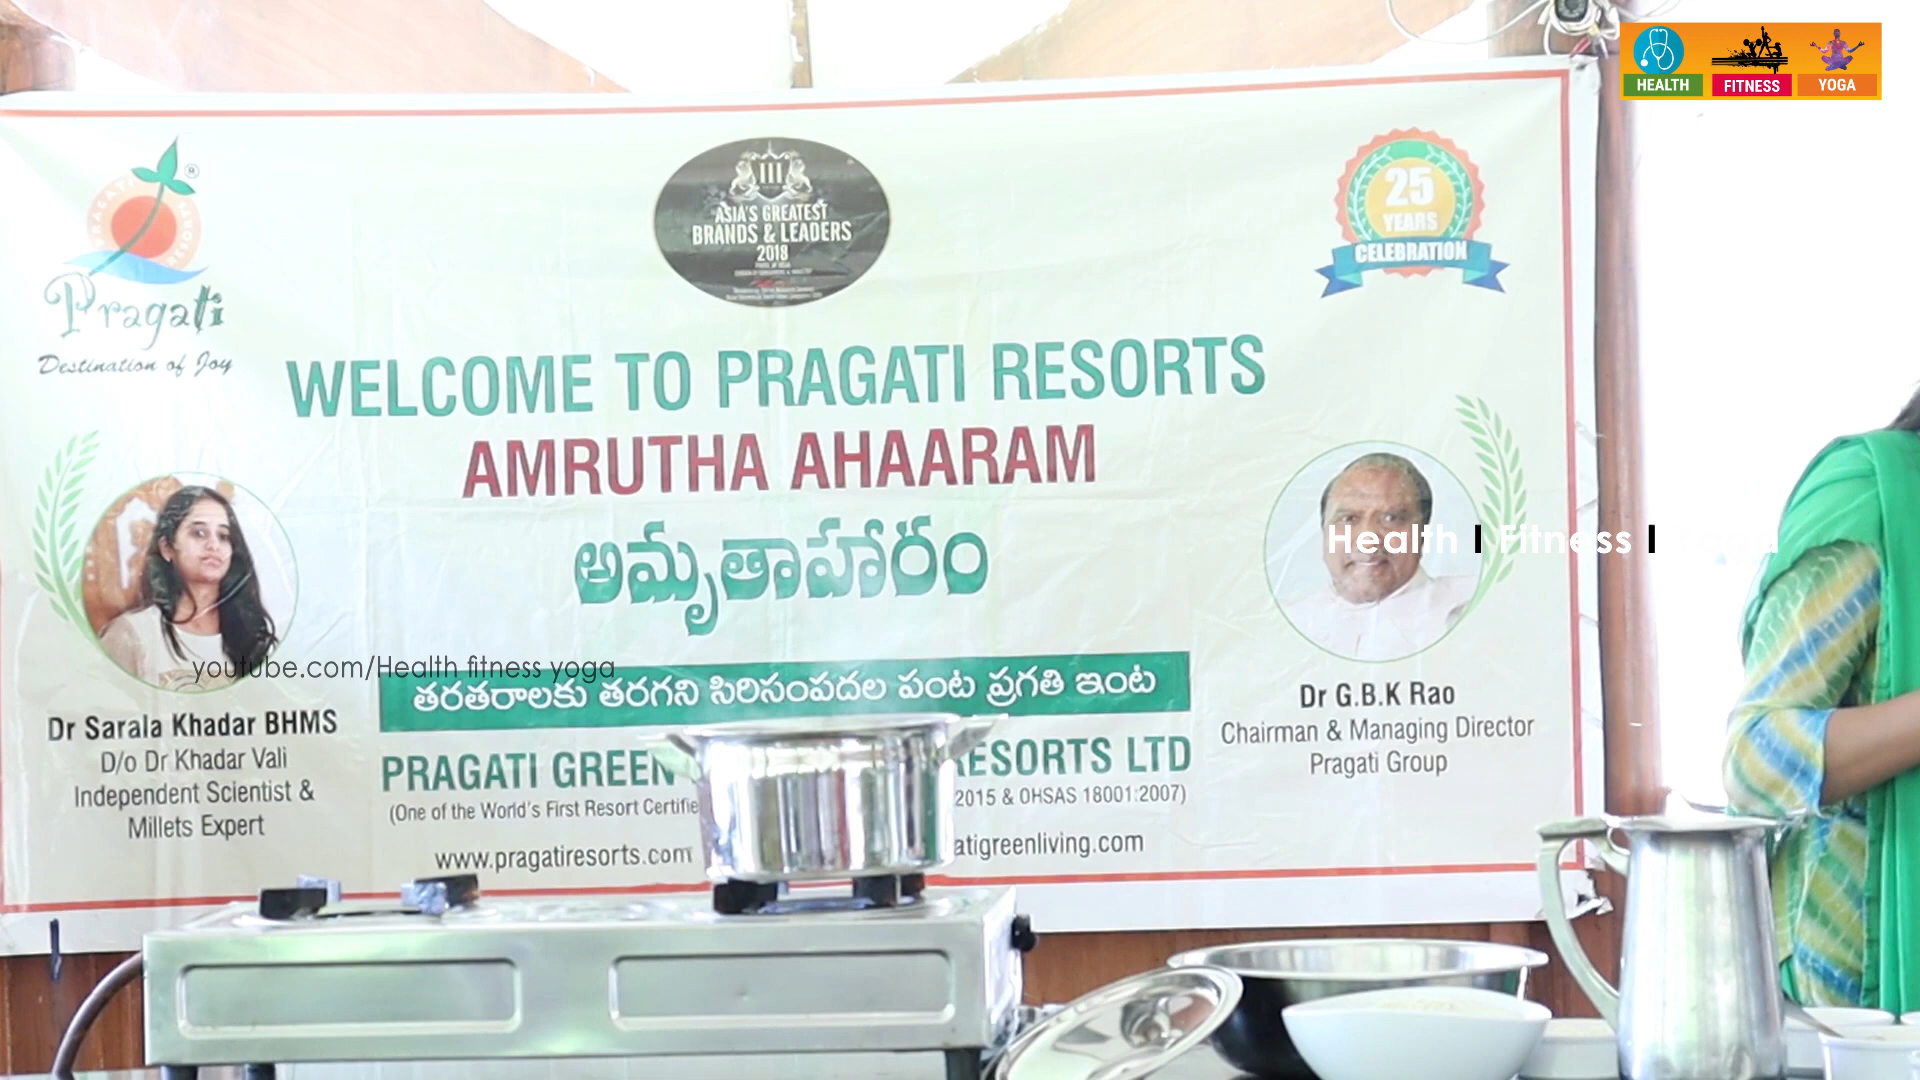 HEALTH
FITNESS
YOGA
PRAGATI RESORTS
®
Pragati
Destination of Joy
III
ASIA'S GREATEST
BRANDS & LEADERS
2018
25
YEARS
CELEBRATION
WELCOME TO PRAGATI RESORTS
AMRUTHA AHAARAM
అమృతాహారం
Health I Fitness I
youtube.com/Health fitness yoga
తరతరాలకు తరగని సిరిసంపదల పంట ప్రగతి ఇంట
Dr Sarala Khadar BHMS
D/o Dr Khadar Vali
Independent Scientist &
Millets Expert
PRAGATI GREEN RESORTS LTD
(One of the World's First Resort Certifie 2015 & OHSAS 18001:2007)
www.pragatiresorts.com atigreenliving.com
Dr G.B.K Rao
Chairman & Managing Director
Pragati Group